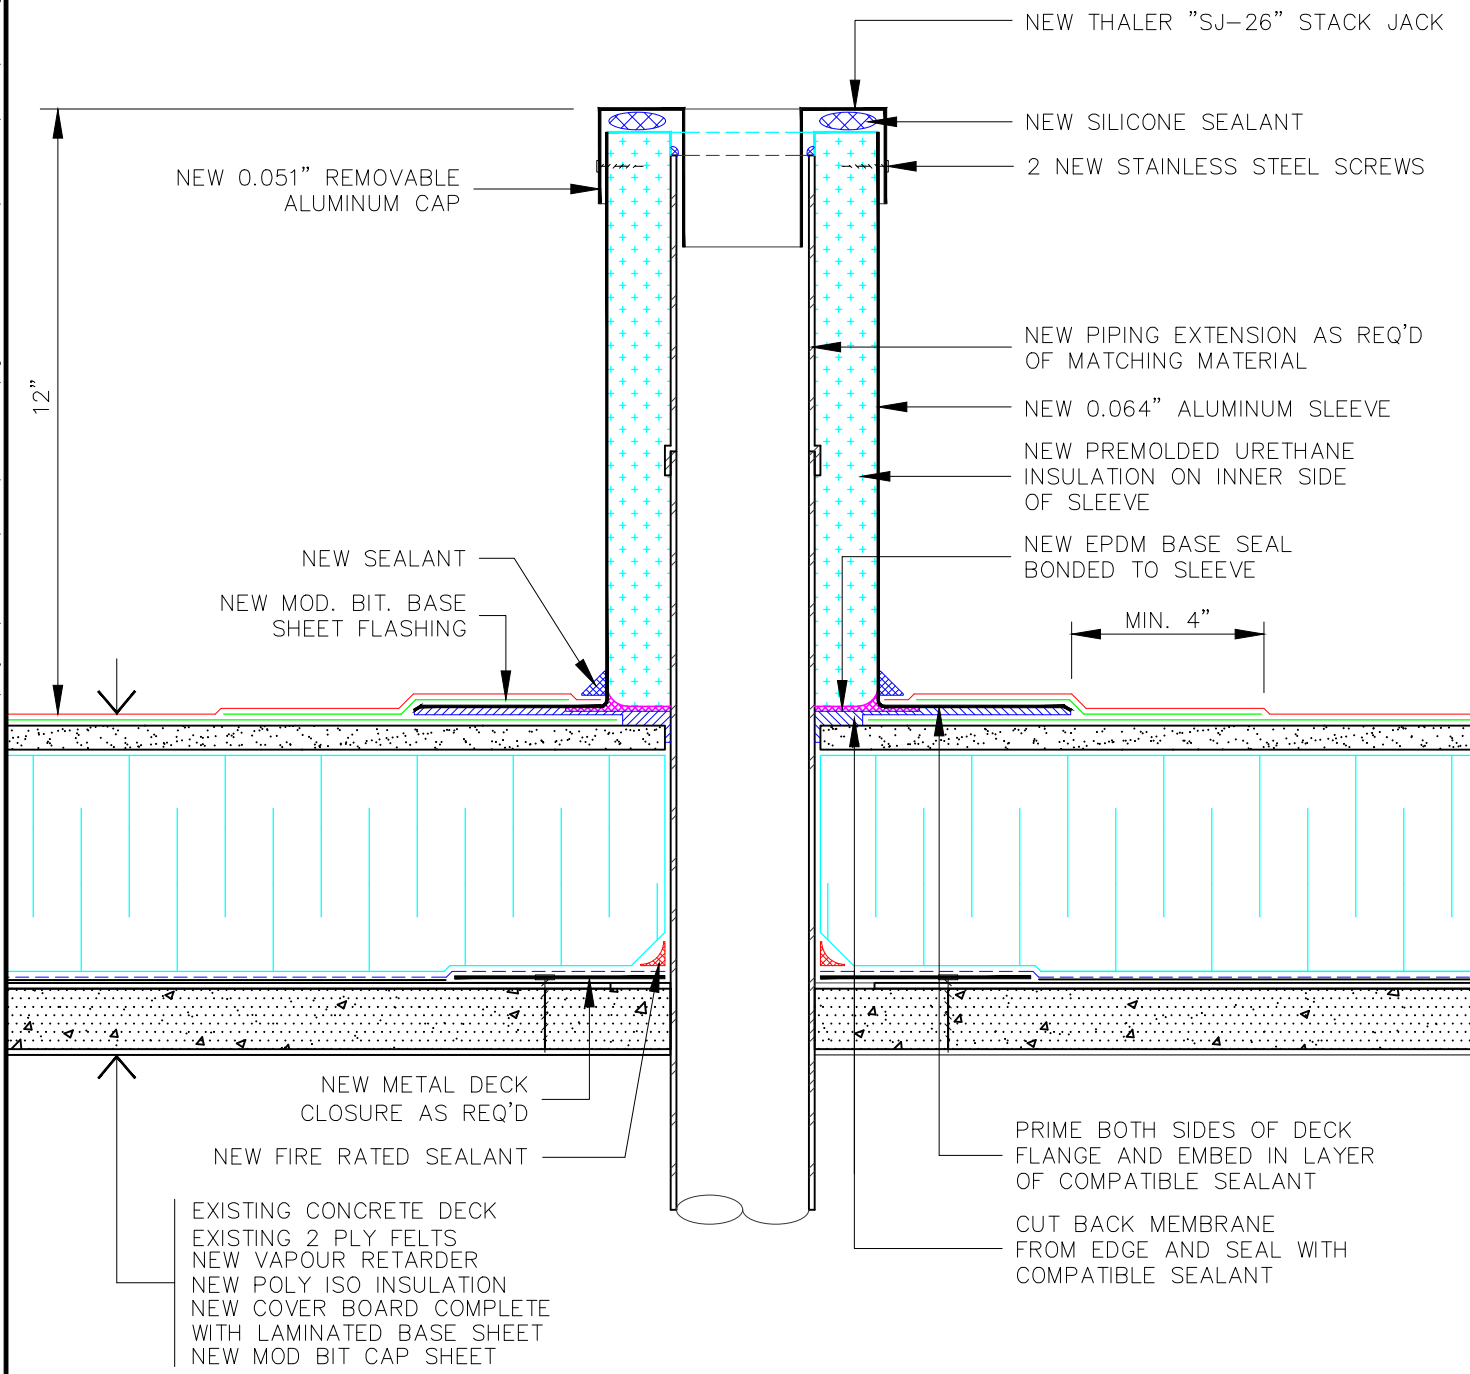 NEW THALER "SJ-26" STACK JACK
NEW SILICONE SEALANT
2 NEW STAINLESS STEEL SCREWS
NEW 0.051" REMOVABLE
ALUMINUM CAP
12"
NEW PIPING EXTENSION AS REQ'D
OF MATCHING MATERIAL
NEW 0.064" ALUMINUM SLEEVE
NEW PREMOLDED URETHANE
INSULATION ON INNER SIDE
OF SLEEVE
NEW EPDM BASE SEAL
BONDED TO SLEEVE
NEW SEALANT
NEW MOD. BIT. BASE
SHEET FLASHING
MIN. 4"
NEW METAL DECK
CLOSURE AS REQ'D
NEW FIRE RATED SEALANT
PRIME BOTH SIDES OF DECK
FLANGE AND EMBED IN LAYER
OF COMPATIBLE SEALANT
CUT BACK MEMBRANE
FROM EDGE AND SEAL WITH
COMPATIBLE SEALANT
EXISTING CONCRETE DECK
EXISTING 2 PLY FELTS
NEW VAPOUR RETARDER
NEW POLY ISO INSULATION
NEW COVER BOARD COMPLETE
WITH LAMINATED BASE SHEET
NEW MOD BIT CAP SHEET